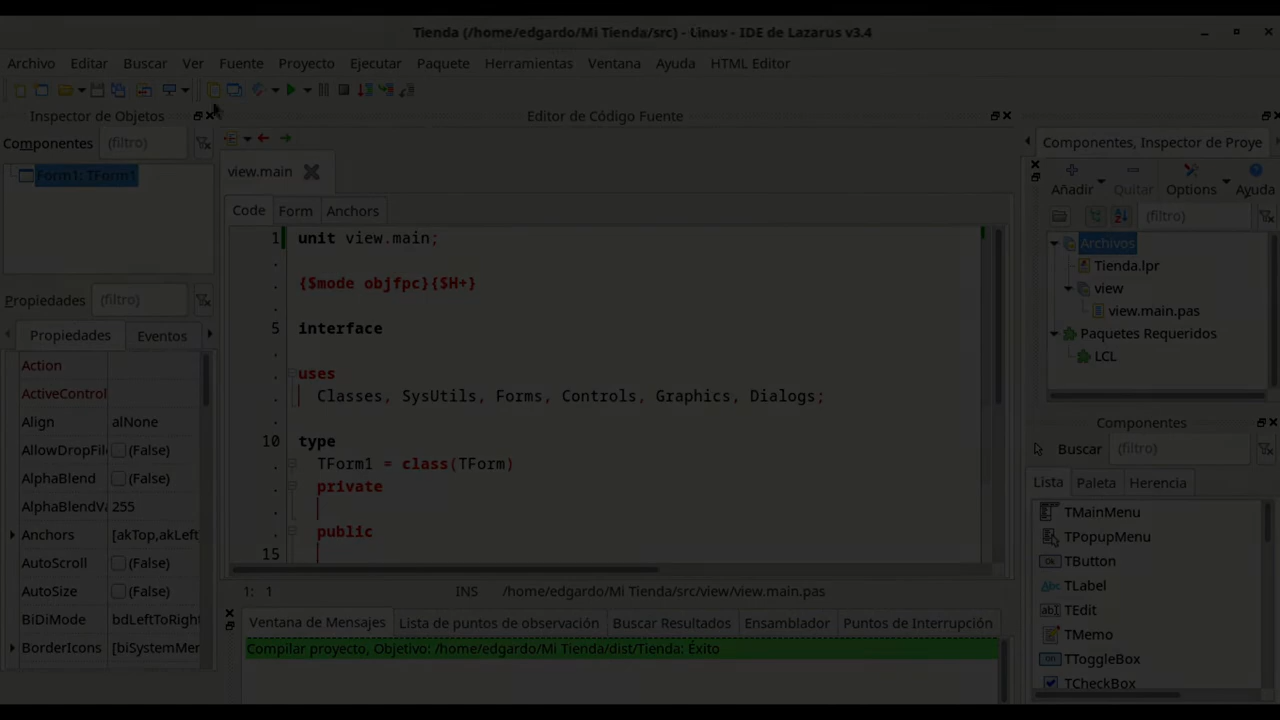 Tienda (/home/edgardo/Mi Tienda/src) - Linus - IDE de Lazarus v3.4
Archivo Editar Buscar Ver Fuente Proyecto Ejecutar Paquete Herramientas Ventana Ayuda HTML Editor
Inspector de Objetos
Componentes (filtro)
Form1: TForm1
Propiedades (filtro)
Propiedades Eventos
Action
ActiveControl
Align alNone
AllowDropFil (False)
AlphaBlend (False)
AlphaBlendVa 255
Anchors [akTop,akLeft
AutoScroll (False)
AutoSize (False)
BiDiMode bdLeftToRight
BorderIcons [biSystemMen
Editor de Código Fuente
view.main
Code Form Anchors
1 unit view.main;
. 
. {$mode objfpc}{$H+}
.
5 interface
.
. uses
. Classes, SysUtils, Forms, Controls, Graphics, Dialogs;
.
10 type
. TForm1 = class(TForm)
. private
.
. public
15
1: 1 INS /home/edgardo/Mi Tienda/src/view/view.main.pas
Ventana de Mensajes Lista de puntos de observación Buscar Resultados Ensamblador Puntos de Interrupción
Compilar proyecto, Objetivo: /home/edgardo/Mi Tienda/dist/Tienda: Éxito
Componentes, Inspector de Proye
Añadir Quitar Options Ayuda
(filtro)
Archivos
Tienda.lpr
view
view.main.pas
Paquetes Requeridos
LCL
Componentes
Buscar (filtro)
Lista Paleta Herencia
TMainMenu
TPopupMenu
Ok TButton
Abc TLabel
abI TEdit
TMemo
on TToggleBox
TCheckBox